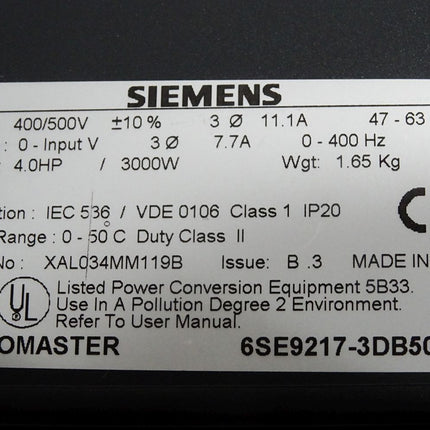 SIEMENS
400/500V ±10 % 3 Ø 11.1A 47 - 63
: 0 - Input V 3 Ø 7.7A 0 - 400 Hz
: 4.0HP / 3000W Wgt: 1.65 Kg
tion : IEC 536 / VDE 0106 Class 1 IP20
Range : 0 - 50°C Duty Class II
No : XAL034MM119B Issue: B .3 MADE IN
UL Listed Power Conversion Equipment 5B33.
Use In A Pollution Degree 2 Environment.
Refer To User Manual.
OMASTER 6SE9217-3DB50